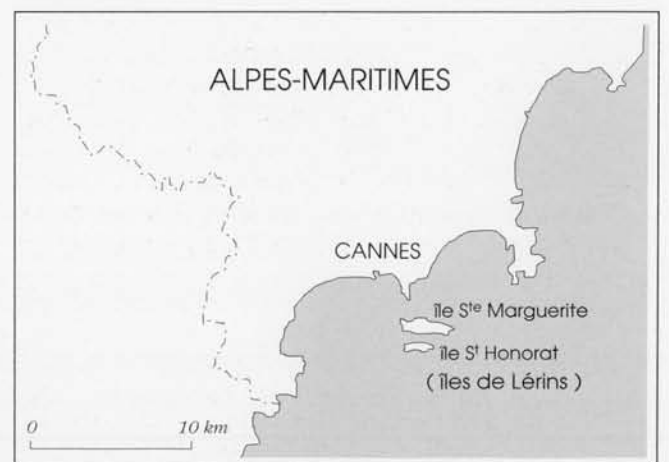 ALPES-MARITIMES
CANNES
île Ste Marguerite
île St Honorat
( îles de Lérins )
0 10 km